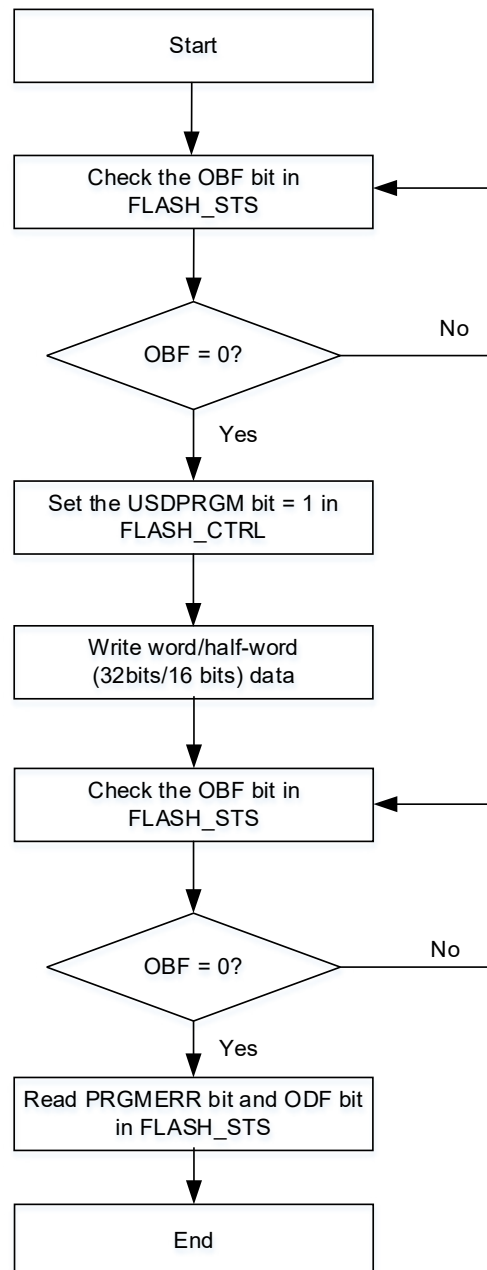 Start
Check the OBF bit in
FLASH_STS
No
OBF = 0?
Yes
Set the USDPRGM bit = 1 in
FLASH_CTRL
Write word/half-word
(32bits/16 bits) data
Check the OBF bit in
FLASH_STS
No
OBF = 0?
Yes
Read PRGMERR bit and ODF bit
in FLASH_STS
End